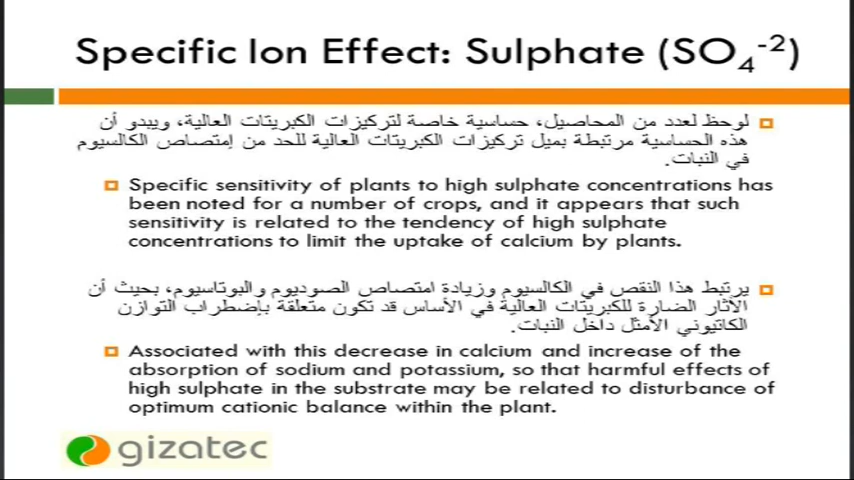 Specific Ion Effect: Sulphate (SO₄⁻²)
لوحظ لعدد من المحاصيل، حساسية خاصة لتركيزات الكبريتات العالية، ويبدو أن
هذه الحساسية مرتبطة بميل تركيزات الكبريتات العالية للحد من إمتصاص الكالسيوم
في النبات.
Specific sensitivity of plants to high sulphate concentrations has
been noted for a number of crops, and it appears that such
sensitivity is related to the tendency of high sulphate
concentrations to limit the uptake of calcium by plants.
يرتبط هذا النقص في الكالسيوم وزيادة امتصاص الصوديوم والبوتاسيوم، بحيث أن
الآثار الضارة للكبريتات العالية في الأساس قد تكون متعلقة بإضطراب التوازن
الكاتيوني الأمثل داخل النبات.
Associated with this decrease in calcium and increase of the
absorption of sodium and potassium, so that harmful effects of
high sulphate in the substrate may be related to disturbance of
optimum cationic balance within the plant.
gizatec